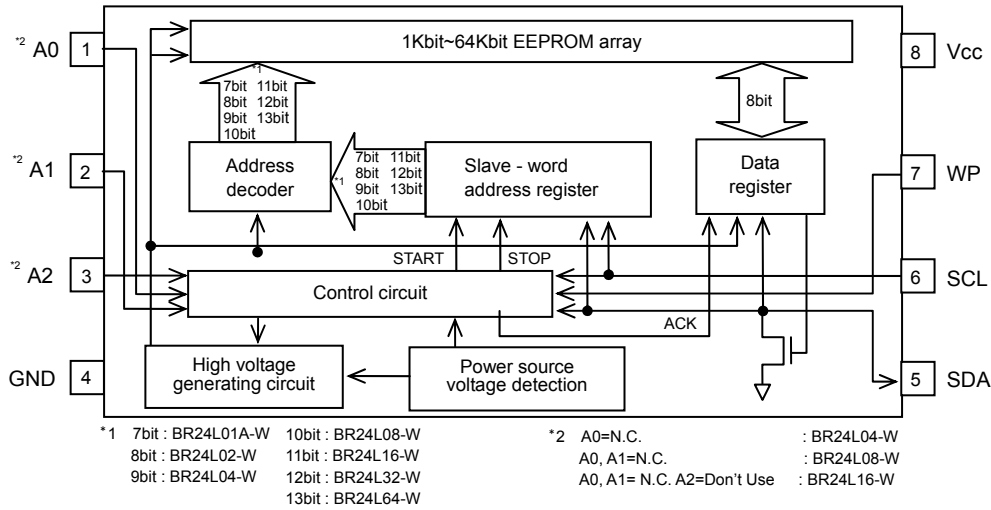 1Kbit~64Kbit EEPROM array
*2 A0 1
8 Vcc
*1
7bit 11bit
8bit 12bit
9bit 13bit
10bit
8bit
*2 A1 2
Address
decoder
*1
7bit 11bit
8bit 12bit
9bit 13bit
10bit
Slave - word
address register
Data
register
7 WP
START STOP
*2 A2 3
Control circuit
6 SCL
ACK
GND 4
High voltage
generating circuit
Power source
voltage detection
5 SDA
*1 7bit : BR24L01A-W
8bit : BR24L02-W
9bit : BR24L04-W
10bit : BR24L08-W
11bit : BR24L16-W
12bit : BR24L32-W
13bit : BR24L64-W
*2 A0=N.C. : BR24L04-W
A0, A1=N.C. : BR24L08-W
A0, A1= N.C. A2=Don't Use : BR24L16-W